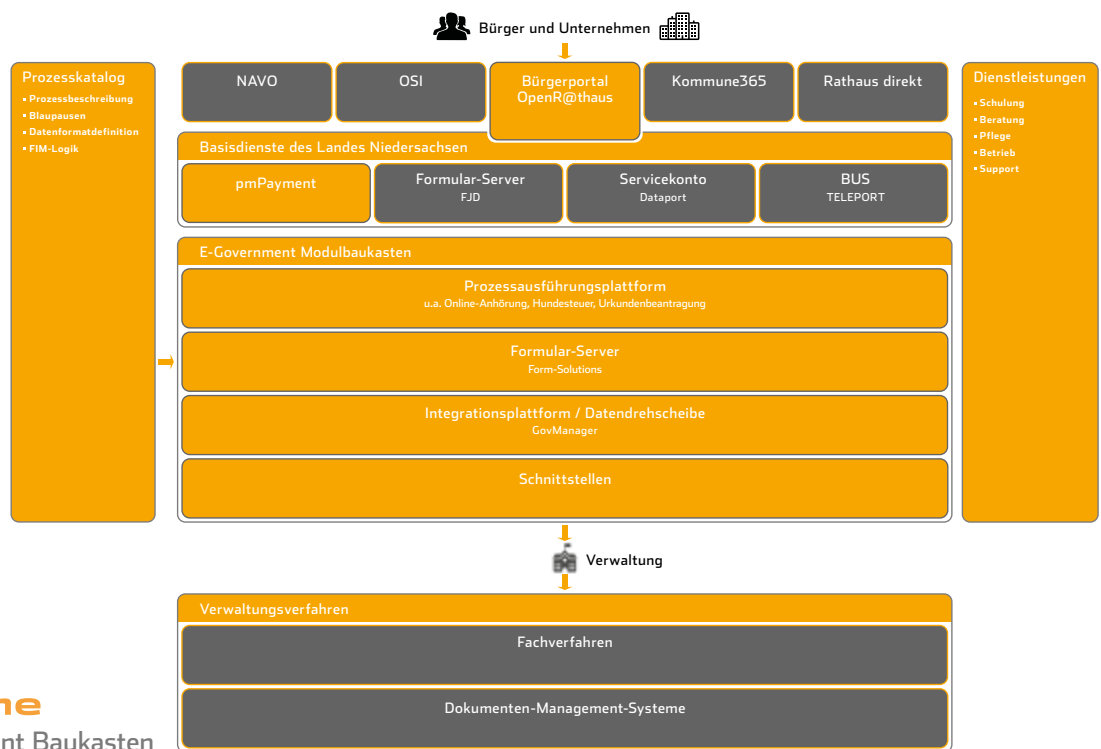 Bürger und Unternehmen
Prozesskatalog
Prozessbeschreibung
Blaupausen
Datenformatdefinition
FIM-Logik
NAVO
OSI
Bürgerportal
OpenR@thaus
Kommune365
Rathaus direkt
Dienstleistungen
Schulung
Beratung
Pflege
Betrieb
Support
Basisdienste des Landes Niedersachsen
pmPayment
Formular-Server
FJD
Servicekonto
Dataport
BUS
TELEPORT
E-Government Modulbaukasten
Prozessausführungsplattform
u.a. Online-Anhörung, Hundesteuer, Urkundenbeantragung
Formular-Server
Form-Solutions
Integrationsplattform / Datendrehscheibe
GovManager
Schnittstellen
Verwaltung
Verwaltungsverfahren
Fachverfahren
Dokumenten-Management-Systeme
ne
nt Baukasten